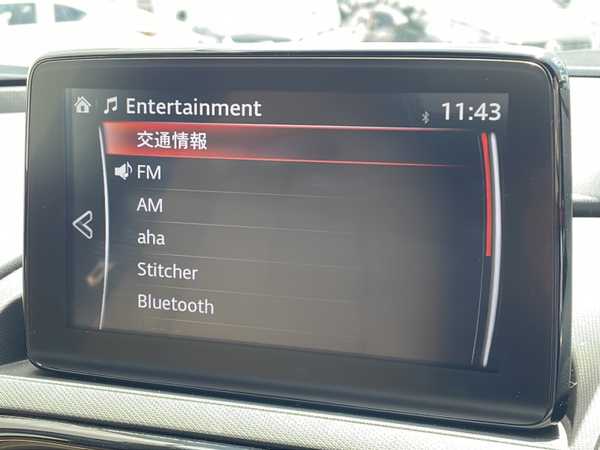 Entertainment 11:43
交通情報
FM
AM
aha
Stitcher
Bluetooth